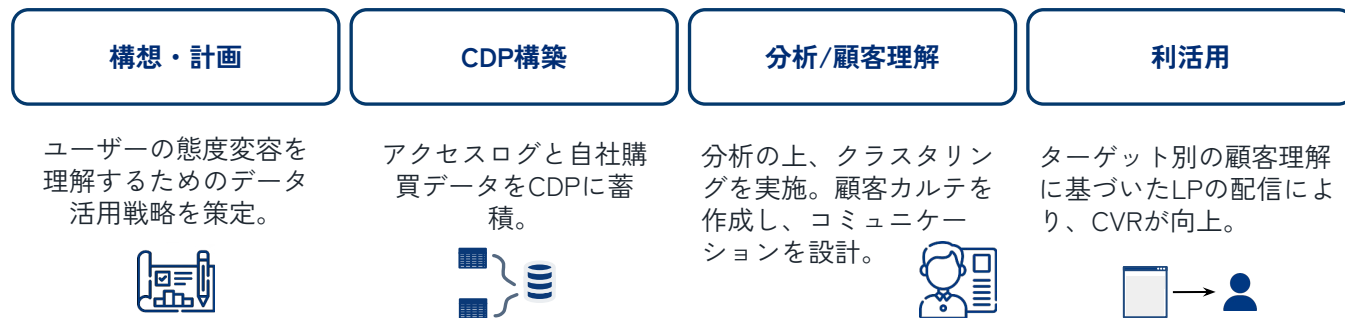 構想・計画
CDP構築
分析/顧客理解
利活用
ユーザーの態度変容を
理解するためのデータ
活用戦略を策定。
アクセスログと自社購
買データをCDPに蓄
積。
分析の上、クラスタリン
グを実施。顧客カルテを
作成し、コミュニケー
ションを設計。
ターゲット別の顧客理解
に基づいたLPの配信によ
り、CVRが向上。